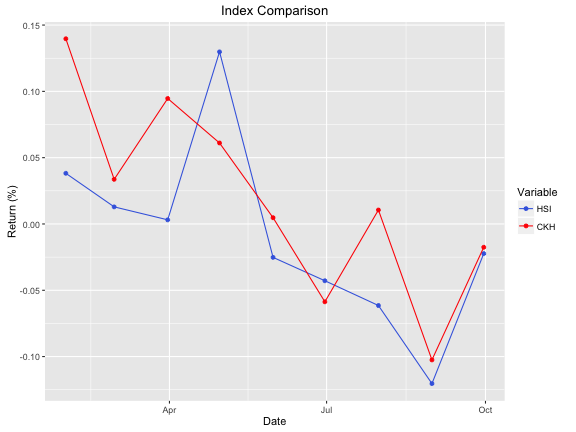 Index Comparison
0.15
0.10
0.05
0.00
-0.05
-0.10
Return (%)
Apr
Jul
Oct
Date
Variable
HSI
CKH